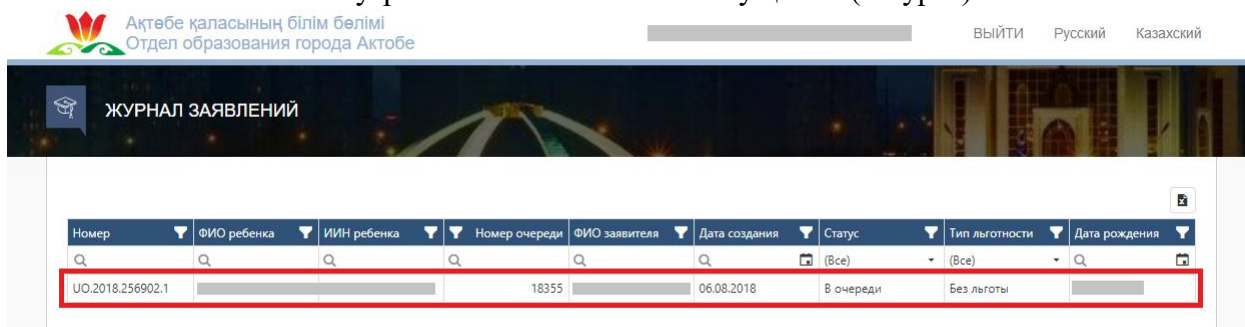 Ақтөбе қаласының білім бөлімі
Отдел образования города Актобе
ВЫЙТИ Русский Казахский
ЖУРНАЛ ЗАЯВЛЕНИЙ
Номер ФИО ребенка ИИН ребенка Номер очереди ФИО заявителя Дата создания Статус Тип льготности Дата рождения
(Все) (Все)
UO.2018.256902.1 18355 06.08.2018 В очереди Без льготы